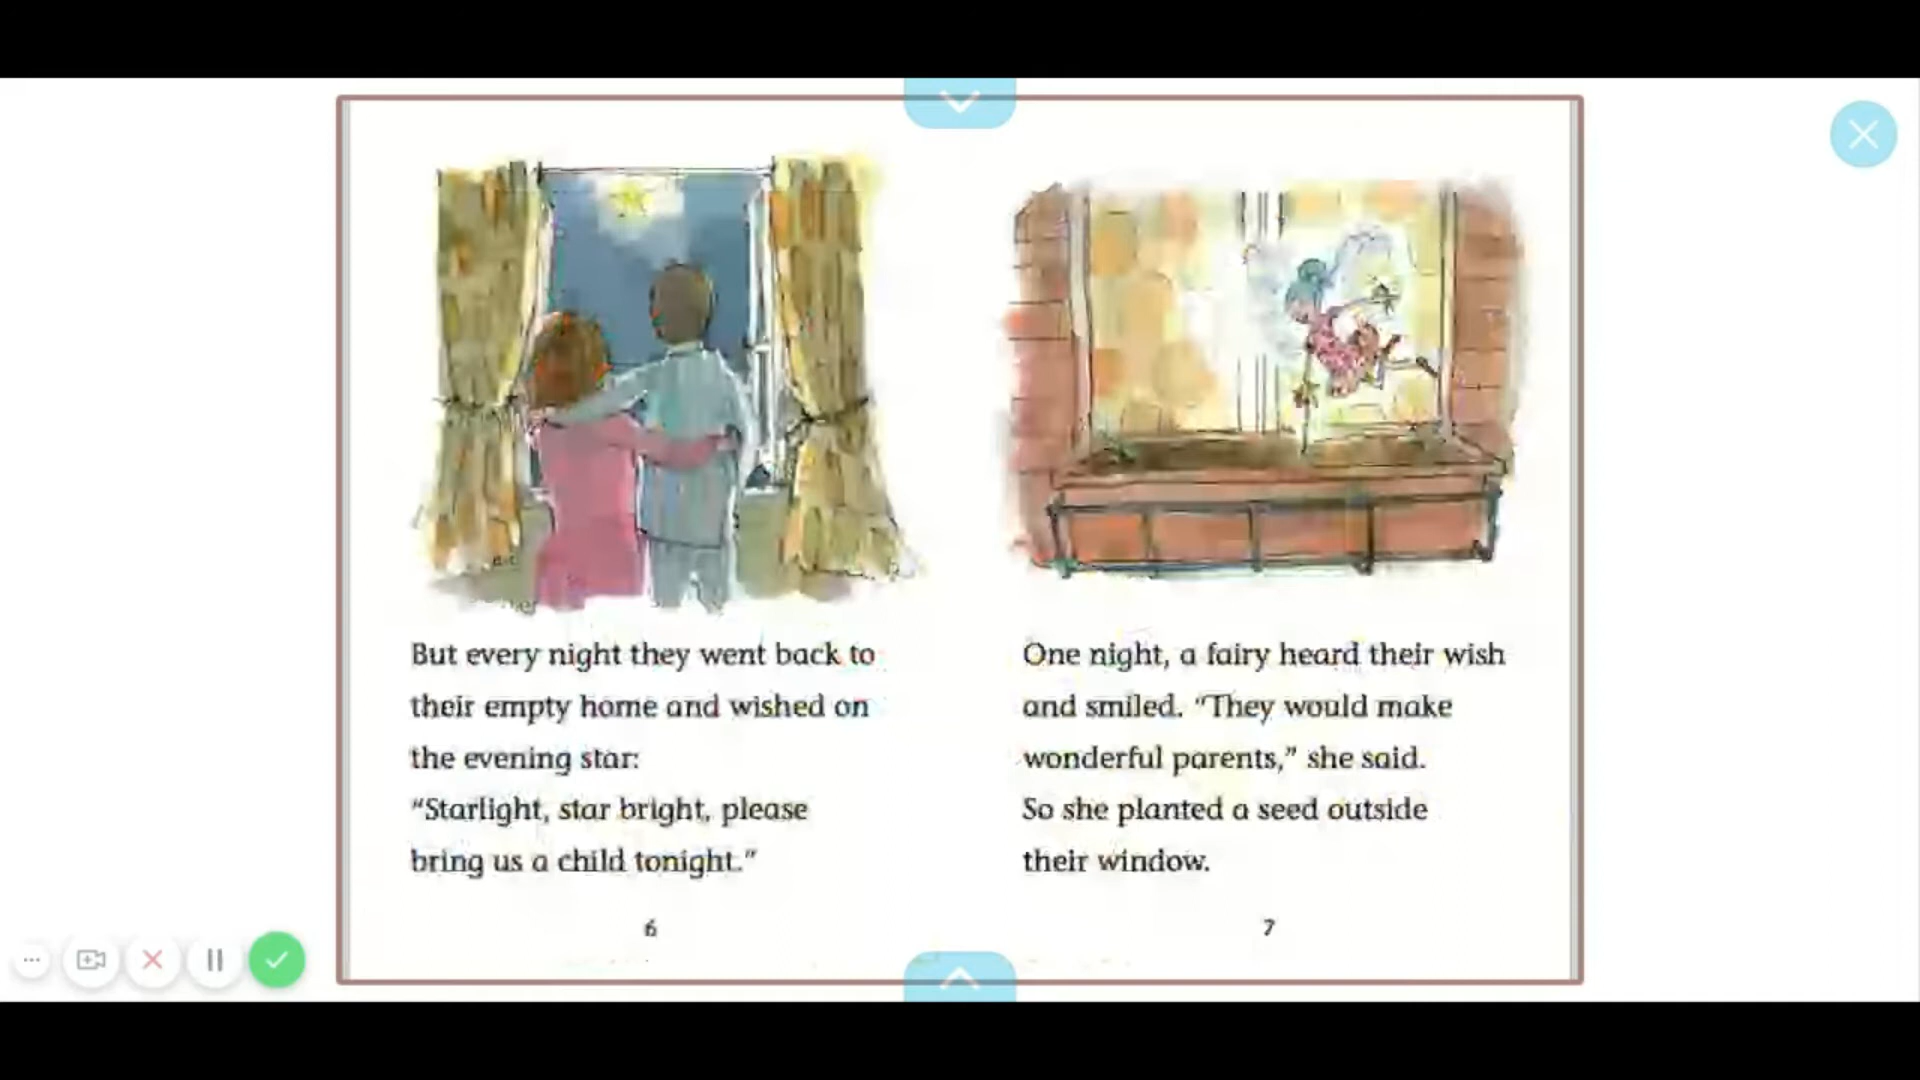 But every night they went back to
their empty home and wished on
the evening star:
“Starlight, star bright, please
bring us a child tonight.”
6
One night, a fairy heard their wish
and smiled. “They would make
wonderful parents,” she said.
So she planted a seed outside
their window.
7